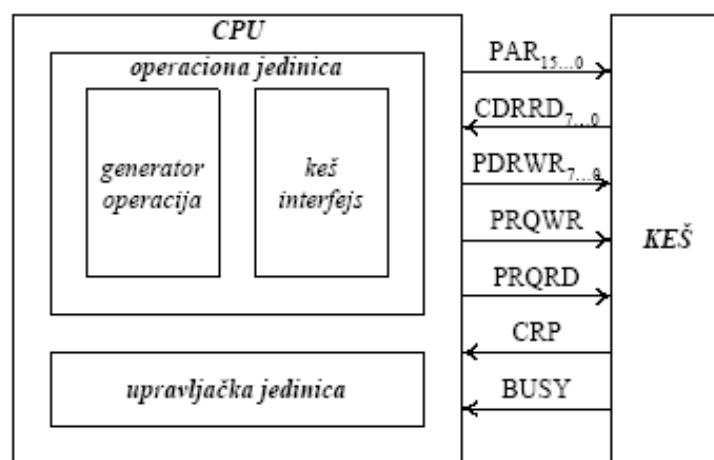 CPU
operaciona jedinica
generator
operacija
keš
interfejs
upravljačka jedinica
PAR15...0
CDRRD7...0
PDRWR7...0
PRQWR
PRQRD
CRP
BUSY
KEŠ